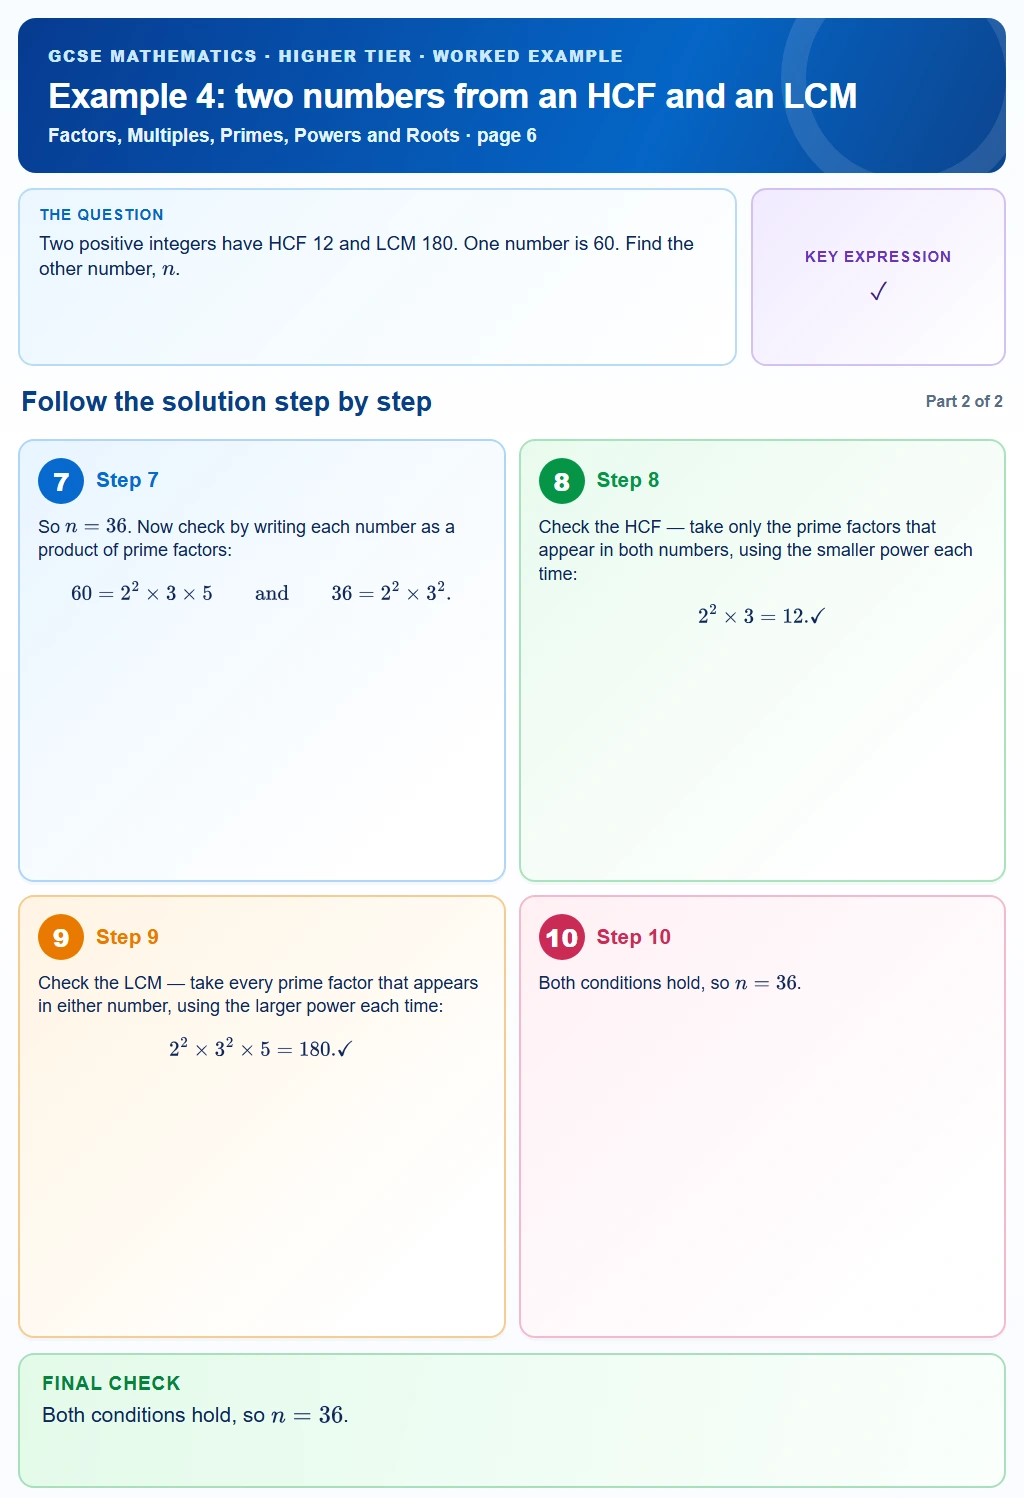 GCSE MATHEMATICS · HIGHER TIER · WORKED EXAMPLE
Example 4: two numbers from an HCF and an LCM
Factors, Multiples, Primes, Powers and Roots · page 6
THE QUESTION
Two positive integers have HCF 12 and LCM 180. One number is 60. Find the
other number, n.
KEY EXPRESSION
✓
Follow the solution step by step
Part 2 of 2
7 Step 7
So n = 36. Now check by writing each number as a
product of prime factors:
60 = 2² × 3 × 5 and 36 = 2² × 3².
8 Step 8
Check the HCF — take only the prime factors that
appear in both numbers, using the smaller power each
time:
2² × 3 = 12.✓
9 Step 9
Check the LCM — take every prime factor that appears
in either number, using the larger power each time:
2² × 3² × 5 = 180.✓
10 Step 10
Both conditions hold, so n = 36.
FINAL CHECK
Both conditions hold, so n = 36.